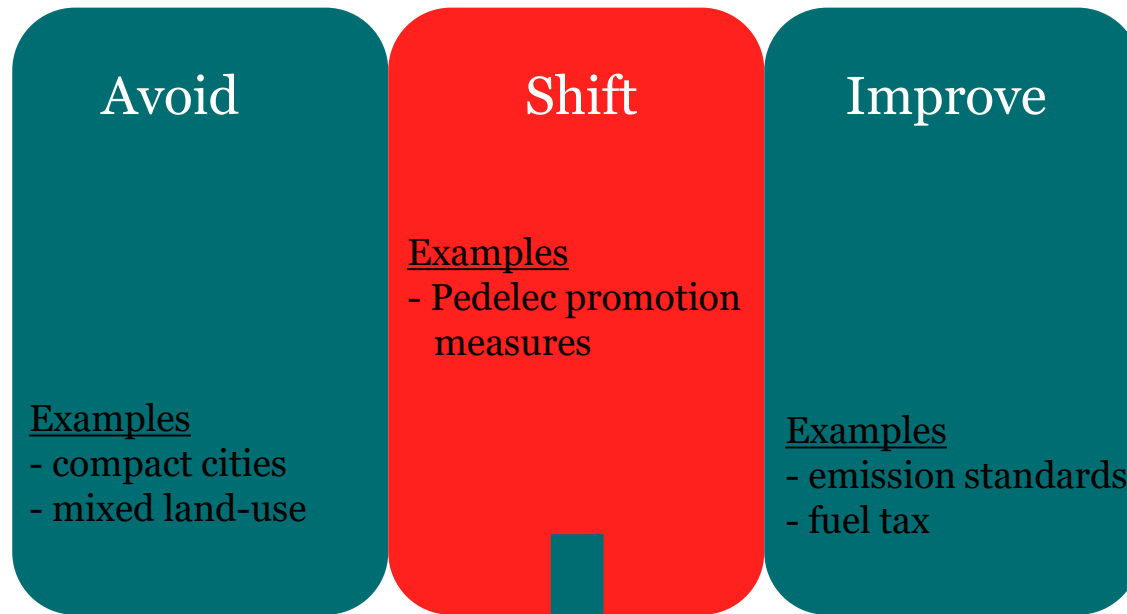 Avoid
Examples
- compact cities
- mixed land-use
Shift
Examples
- Pedelec promotion
measures
Improve
Examples
- emission standards
- fuel tax